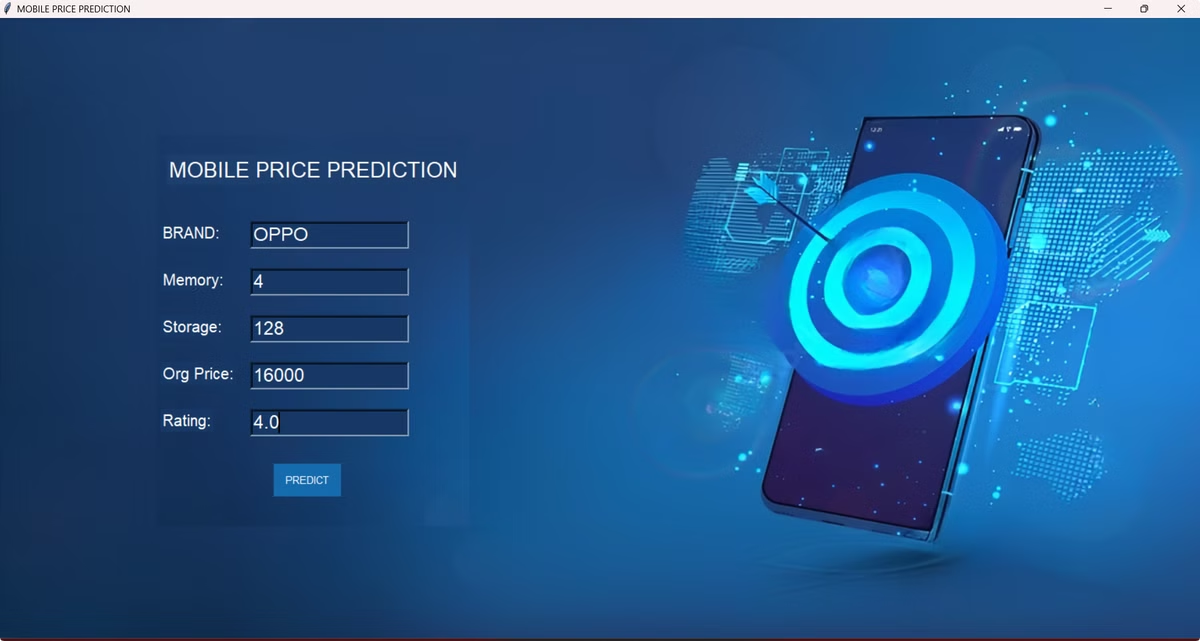 MOBILE PRICE PREDICTION
MOBILE PRICE PREDICTION
BRAND: OPPO
Memory: 4
Storage: 128
Org Price: 16000
Rating: 4.0
PREDICT